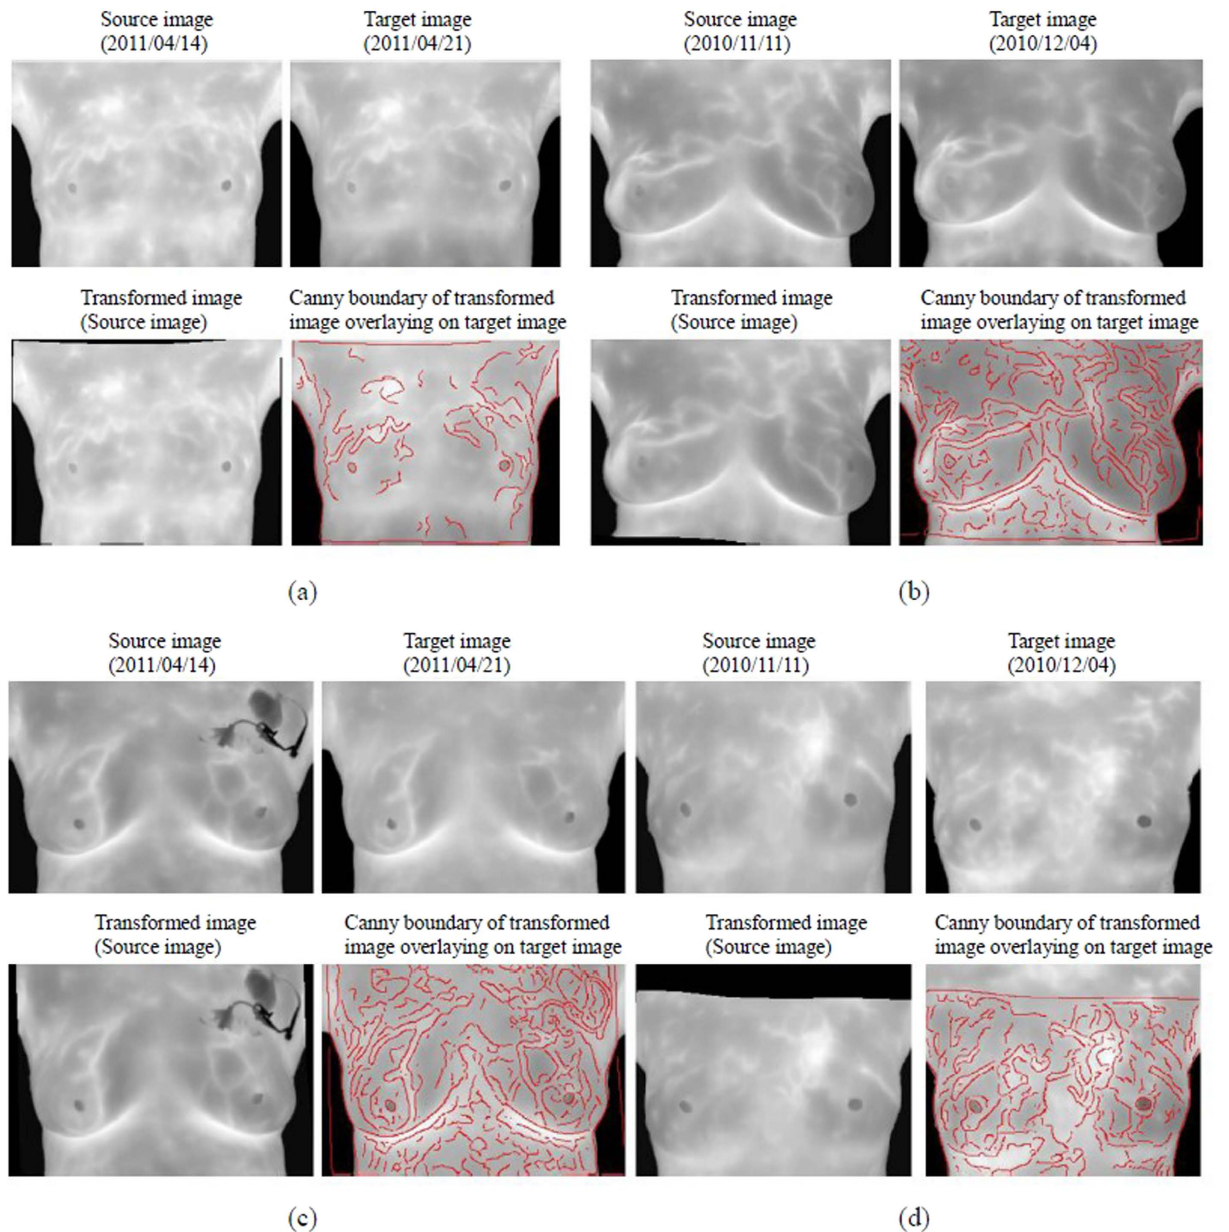 Source image
(2011/04/14)
Target image
(2011/04/21)
Source image
(2010/11/11)
Target image
(2010/12/04)
Transformed image
(Source image)
Canny boundary of transformed
image overlaying on target image
Transformed image
(Source image)
Canny boundary of transformed
image overlaying on target image
(a)
(b)
Source image
(2011/04/14)
Target image
(2011/04/21)
Source image
(2010/11/11)
Target image
(2010/12/04)
Transformed image
(Source image)
Canny boundary of transformed
image overlaying on target image
Transformed image
(Source image)
Canny boundary of transformed
image overlaying on target image
(c)
(d)